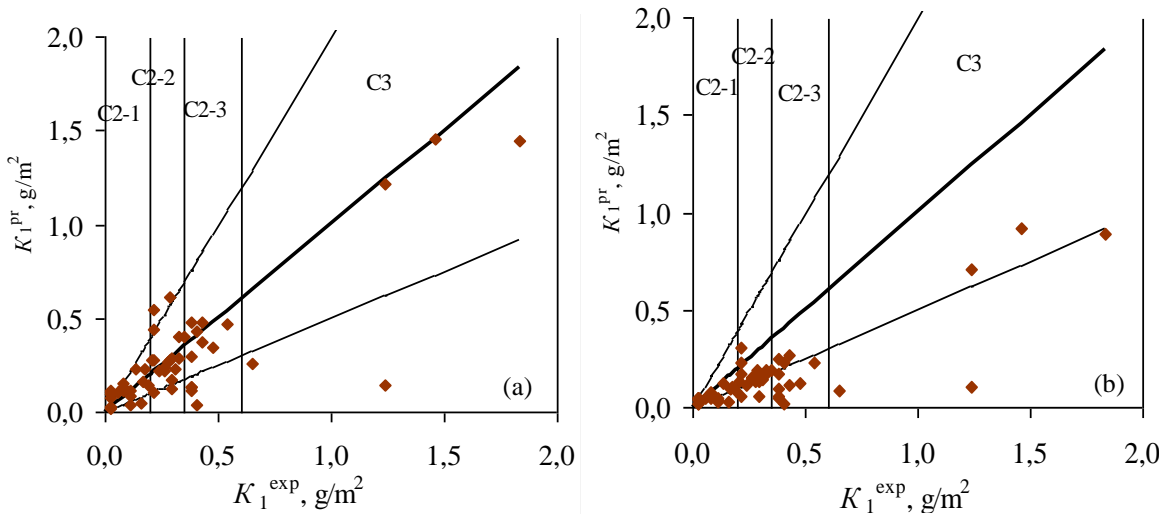 2,0
1,5
1,0
0,5
0,0
K₁ᵖʳ, g/m²
C2-1
C2-2
C2-3
C3
(a)
0,0 0,5 1,0 1,5 2,0
K₁ᵉˣᵖ, g/m²
2,0
1,5
1,0
0,5
0,0
K₁ᵖʳ, g/m²
C2-1
C2-2
C2-3
C3
(b)
0,0 0,5 1,0 1,5 2,0
K₁ᵉˣᵖ, g/m²